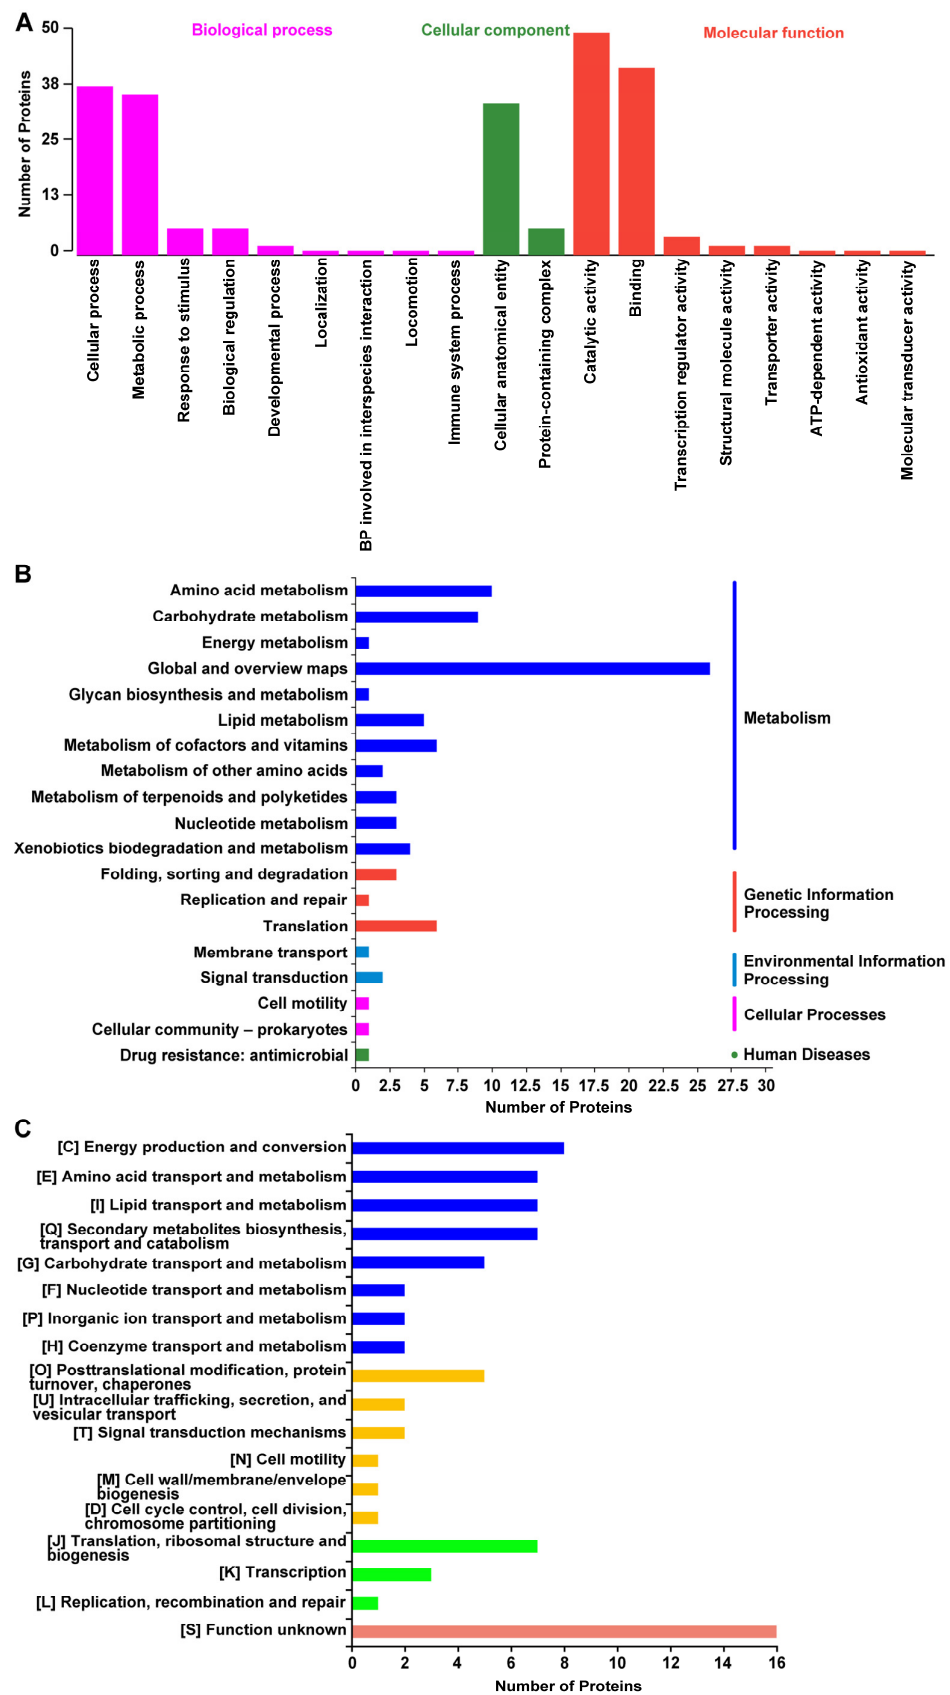 A
Biological process
Cellular component
Molecular function
Number of Proteins
50
38
25
13
0
Cellular process
Metabolic process
Response to stimulus
Biological regulation
Developmental process
Localization
BP involved in interspecies interaction
Locomotion
Immune system process
Cellular anatomical entity
Protein-containing complex
Catalytic activity
Binding
Transcription regulator activity
Structural molecule activity
Transporter activity
ATP-dependent activity
Antioxidant activity
Molecular transducer activity
B
Amino acid metabolism
Carbohydrate metabolism
Energy metabolism
Global and overview maps
Glycan biosynthesis and metabolism
Lipid metabolism
Metabolism of cofactors and vitamins
Metabolism of other amino acids
Metabolism of terpenoids and polyketides
Nucleotide metabolism
Xenobiotics biodegradation and metabolism
Folding, sorting and degradation
Replication and repair
Translation
Membrane transport
Signal transduction
Cell motility
Cellular community – prokaryotes
Drug resistance: antimicrobial
Metabolism
Genetic Information
Processing
Environmental Information
Processing
Cellular Processes
Human Diseases
0 2.5 5 7.5 10 12.5 15 17.5 20 22.5 25 27.5 30
Number of Proteins
C
[C] Energy production and conversion
[E] Amino acid transport and metabolism
[I] Lipid transport and metabolism
[Q] Secondary metabolites biosynthesis,
transport and catabolism
[G] Carbohydrate transport and metabolism
[F] Nucleotide transport and metabolism
[P] Inorganic ion transport and metabolism
[H] Coenzyme transport and metabolism
[O] Posttranslational modification, protein
turnover, chaperones
[U] Intracellular trafficking, secretion, and
vesicular transport
[T] Signal transduction mechanisms
[N] Cell motility
[M] Cell wall/membrane/envelope
biogenesis
[D] Cell cycle control, cell division,
chromosome partitioning
[J] Translation, ribosomal structure and
biogenesis
[K] Transcription
[L] Replication, recombination and repair
[S] Function unknown
0 2 4 6 8 10 12 14 16
Number of Proteins